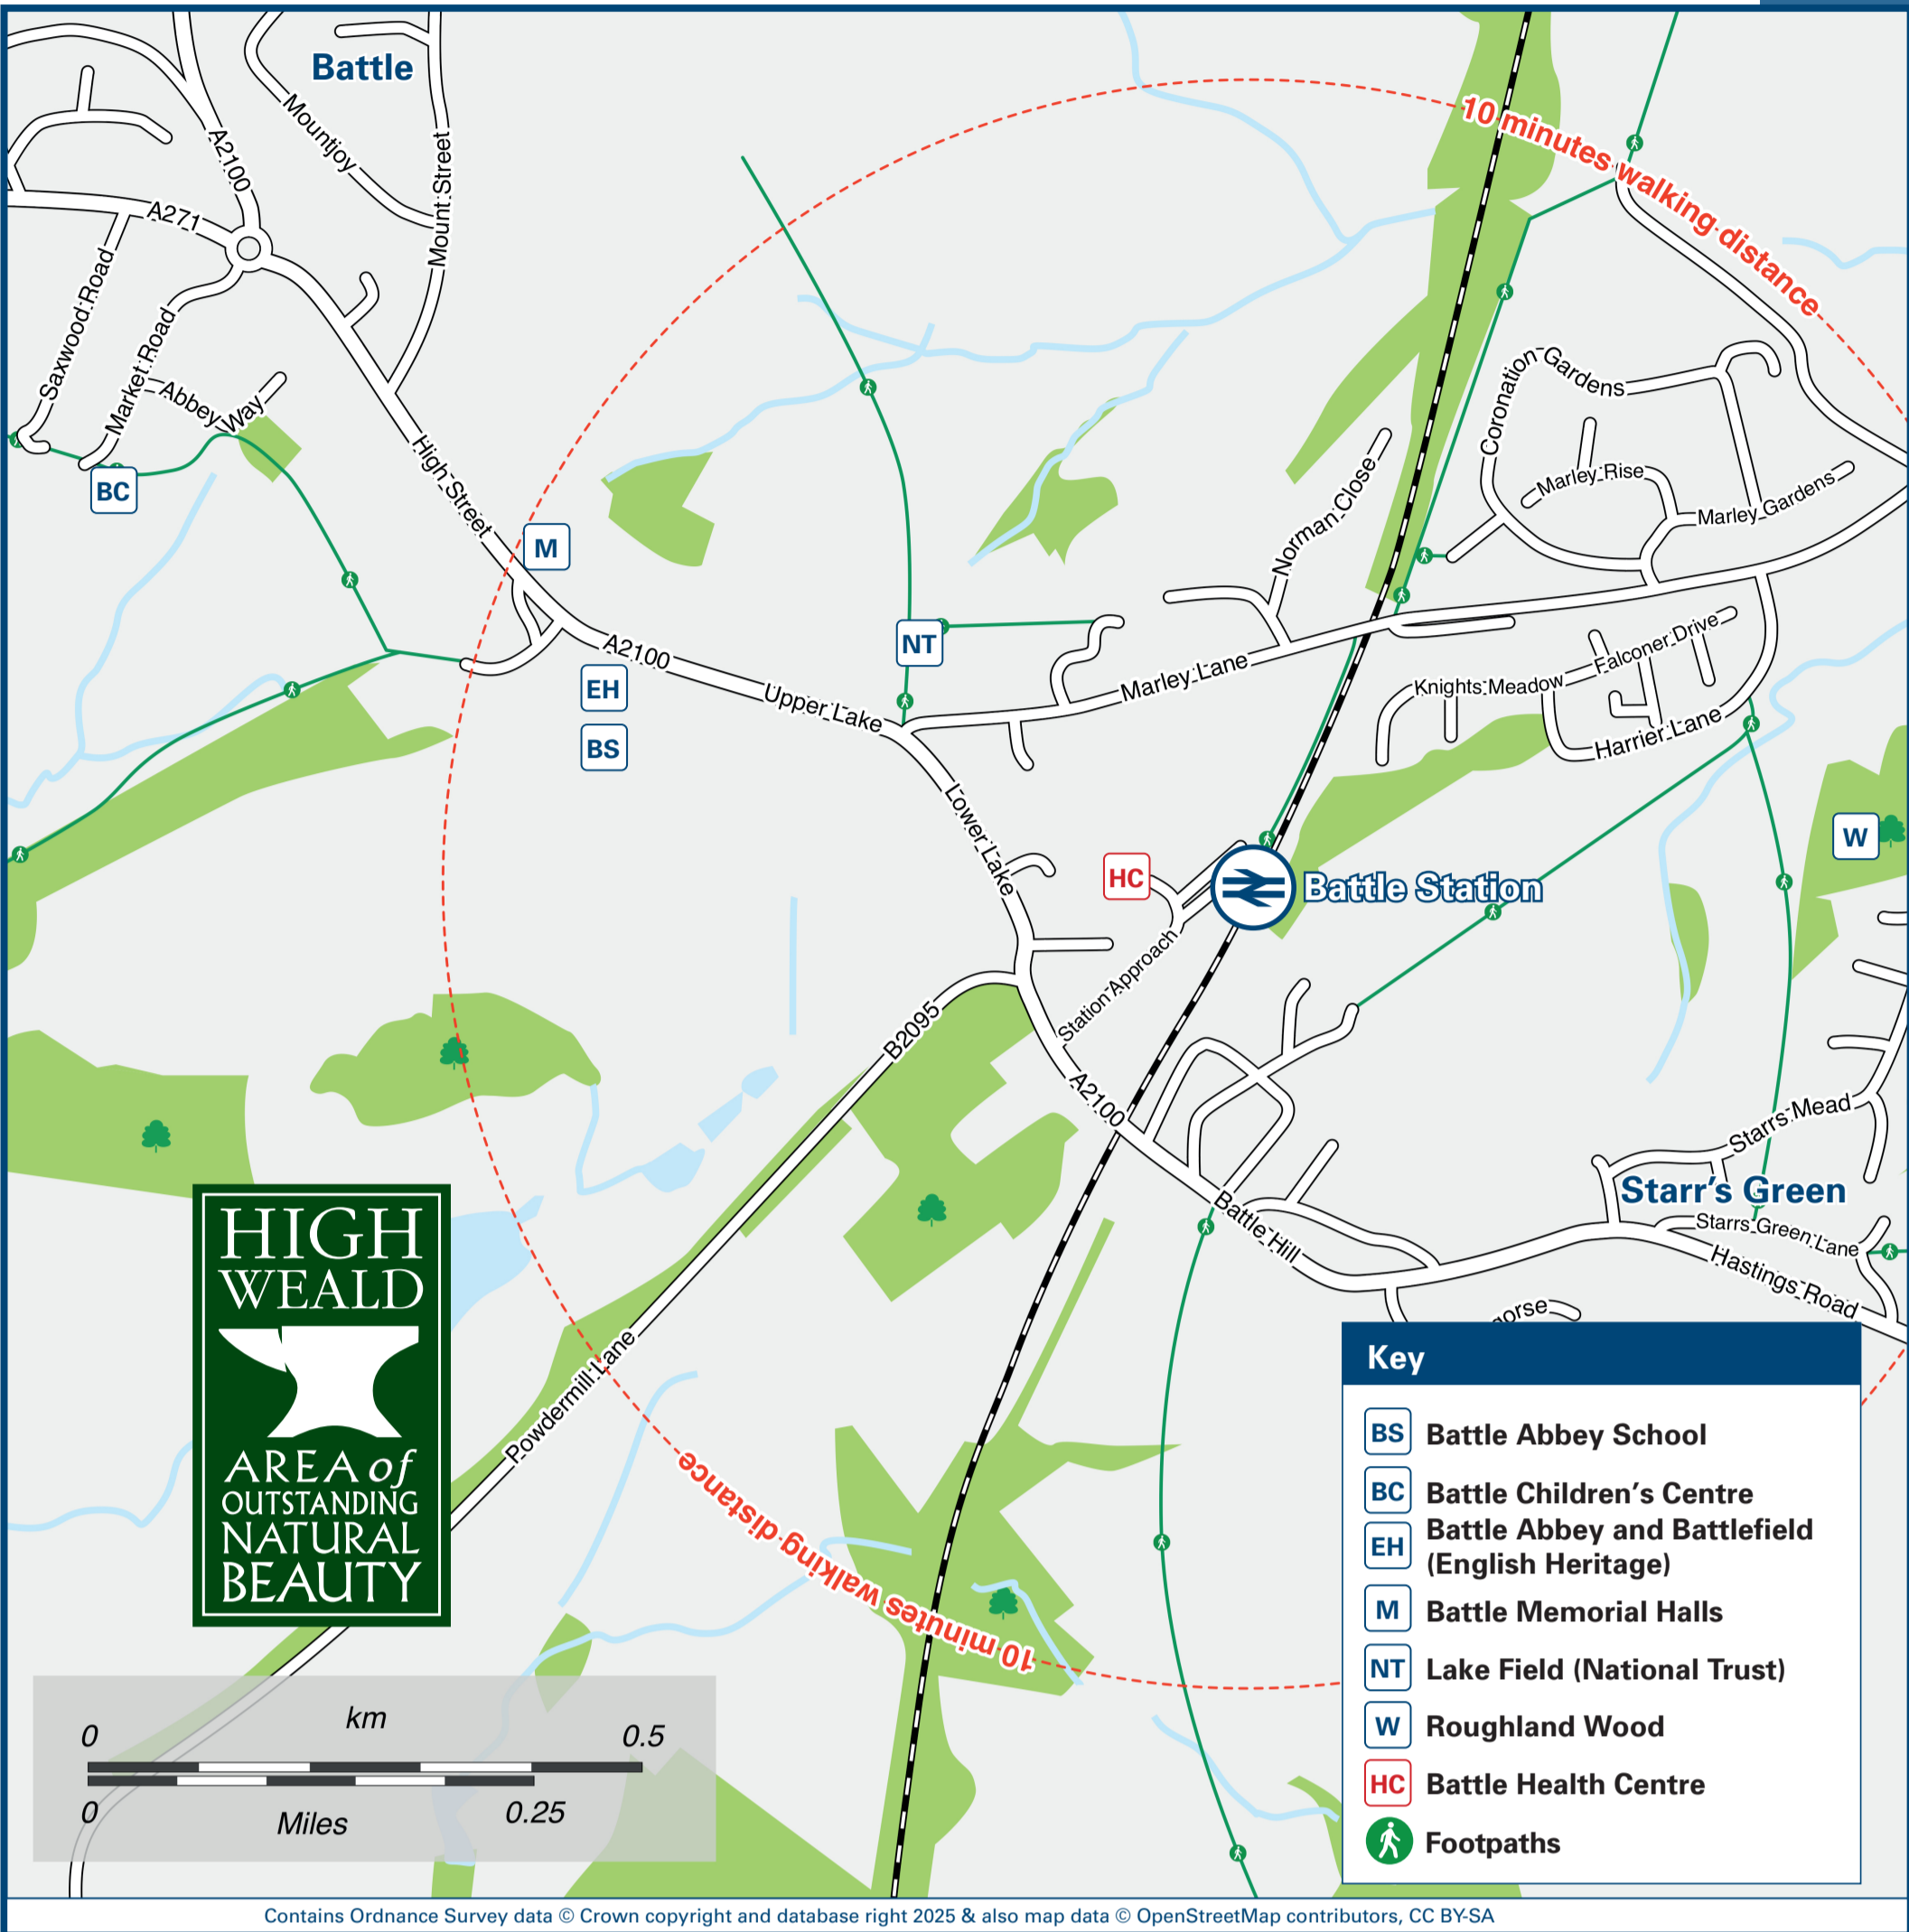 Battle
A2100
Mountjoy
Mount Street
A271
Saxwood Road
Market Road
Abbey Way
BC
High Street
M
A2100
EH
BS
Upper Lake
NT
Marley Lane
Norman Close
10 minutes walking distance
Coronation Gardens
Marley Rise
Marley Gardens
Falconer Drive
Knights Meadow
Harrier Lane
W
Lower Lake
HC
Battle Station
Station Approach
B2095
A2100
Battle Hill
Starrs Mead
Starr's Green
Starrs Green Lane
Hastings Road
gorse
Powdermill Lane
10 minutes walking distance
HIGH
WEALD
AREA of
OUTSTANDING
NATURAL
BEAUTY
0 km 0.5
0 Miles 0.25
Key
BS Battle Abbey School
BC Battle Children's Centre
EH Battle Abbey and Battlefield
(English Heritage)
M Battle Memorial Halls
NT Lake Field (National Trust)
W Roughland Wood
HC Battle Health Centre
Footpaths
Contains Ordnance Survey data © Crown copyright and database right 2025 & also map data © OpenStreetMap contributors, CC BY-SA